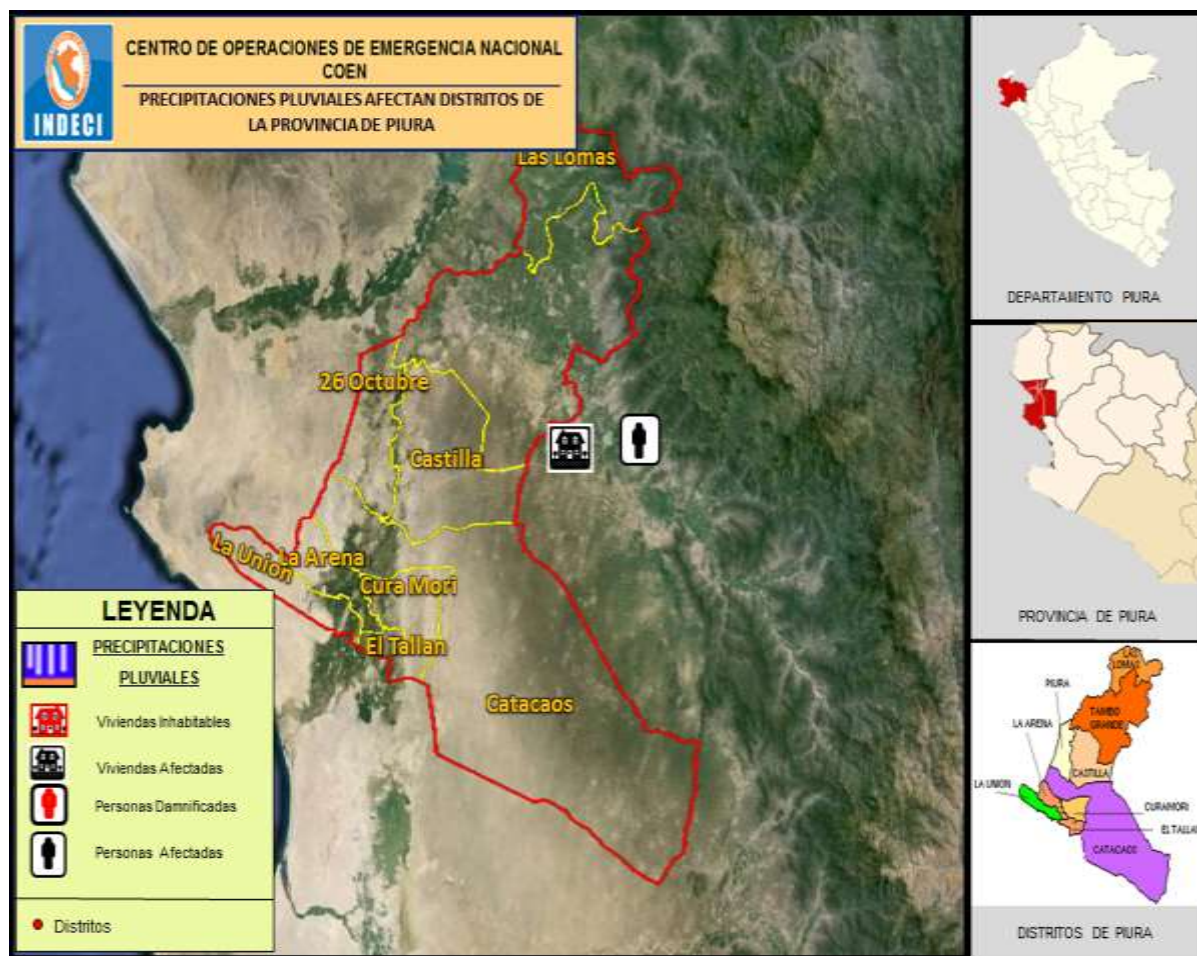 INDECI
CENTRO DE OPERACIONES DE EMERGENCIA NACIONAL
COEN
PRECIPITACIONES PLUVIALES AFECTAN DISTRITOS DE
LA PROVINCIA DE PIURA
Las Lomas
26 Octubre
Castilla
La Union
La Arena
Cura Mori
El Tallan
Catacaos
LEYENDA
PRECIPITACIONES
PLUVIALES
Viviendas Inhabitables
Viviendas Afectadas
Personas Damnificadas
Personas Afectadas
Distritos
DEPARTAMENTO PIURA
PROVINCIA DE PIURA
LAS
LOMAS
PIURA
TAMBO
GRANDE
LA ARENA
CASTILLA
LA UNION
CURAMORI
EL TALLAN
CATACAOS
DISTRITOS DE PIURA